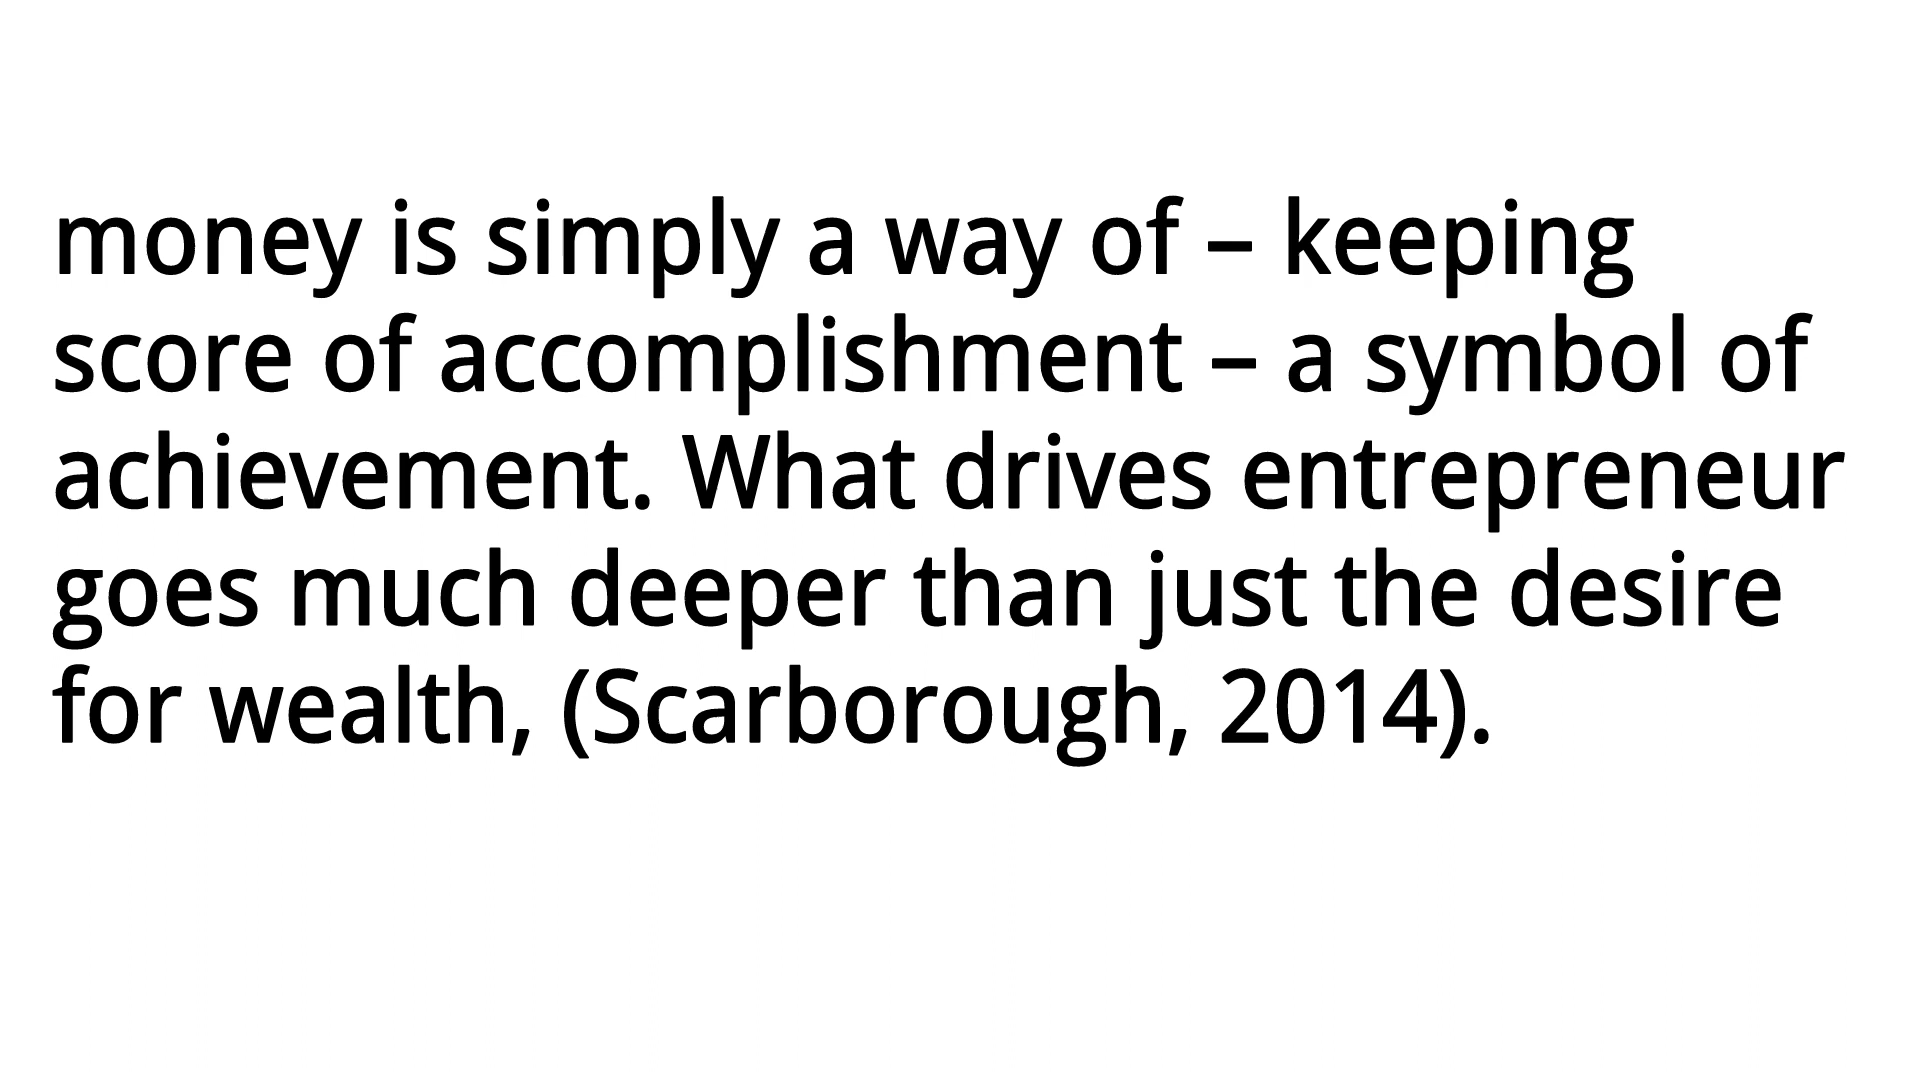 money is simply a way of – keeping
score of accomplishment – a symbol of
achievement. What drives entrepreneur
goes much deeper than just the desire
for wealth, (Scarborough, 2014).